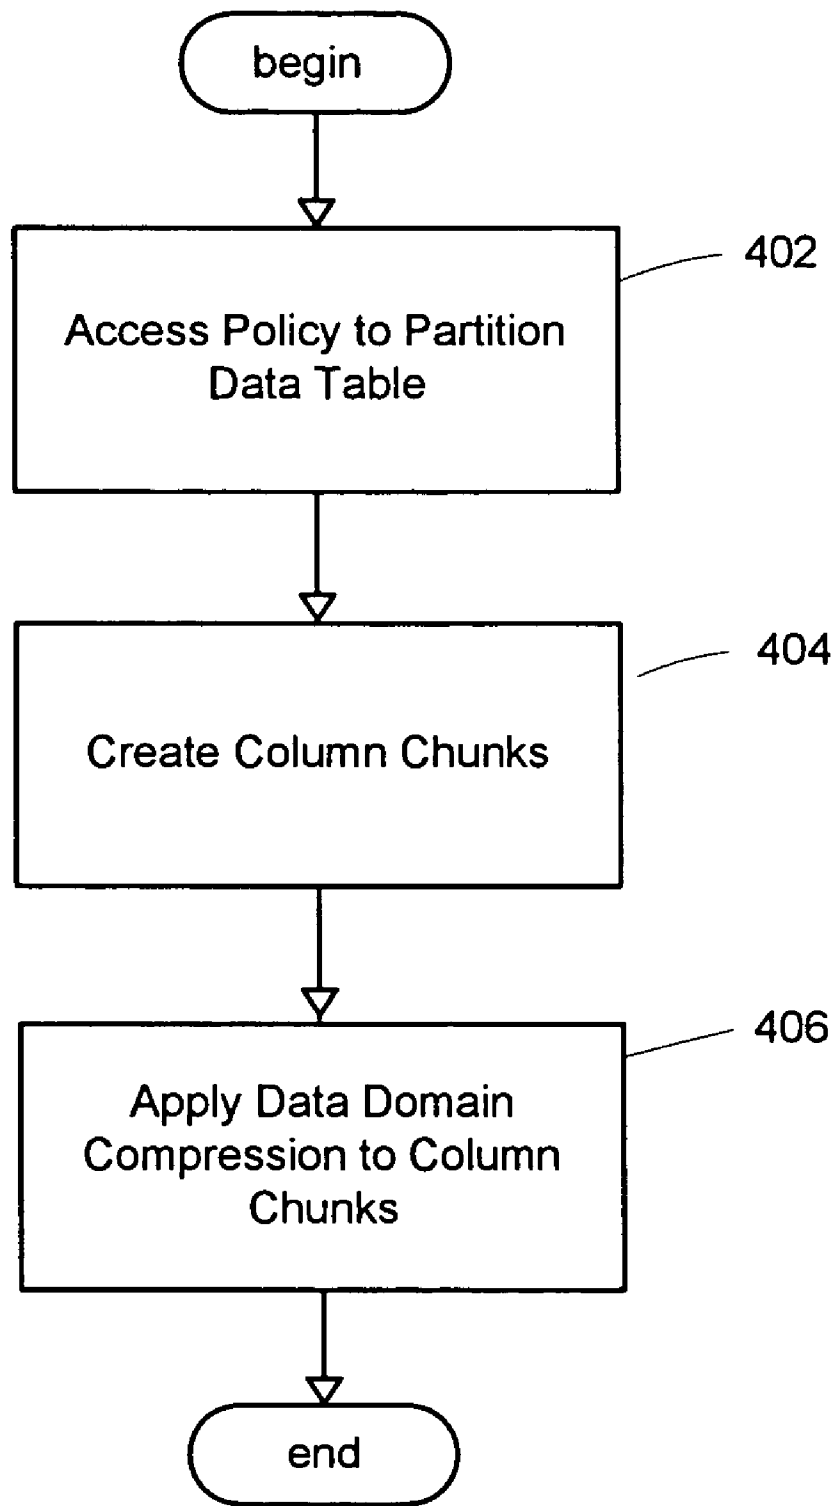 begin
402
Access Policy to Partition
Data Table
404
Create Column Chunks
406
Apply Data Domain
Compression to Column
Chunks
end